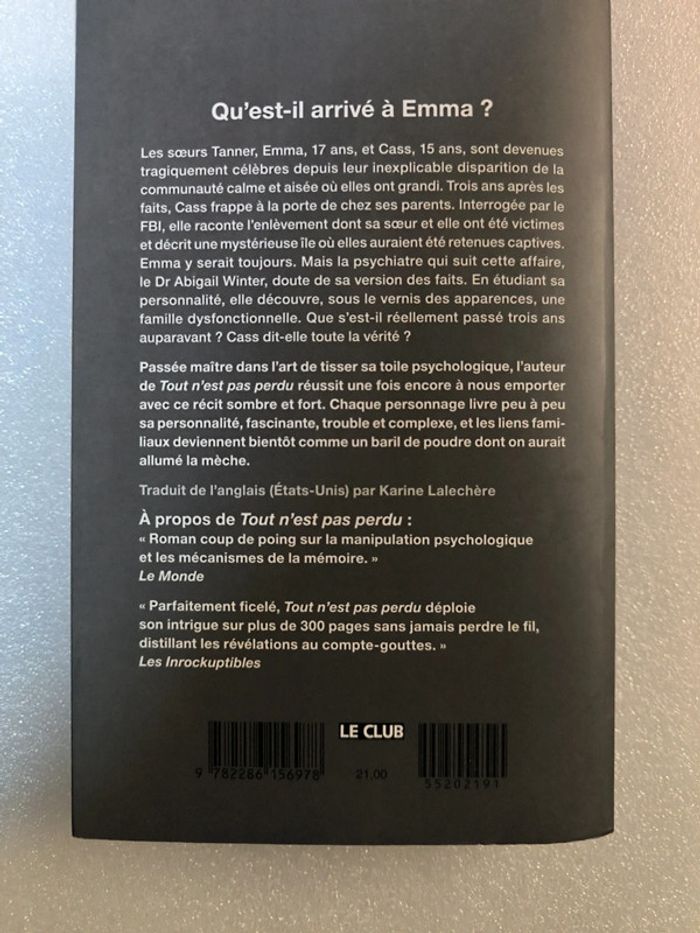 Qu'est-il arrivé à Emma ?
Les sœurs Tanner, Emma, 17 ans, et Cass, 15 ans, sont devenues
tragiquement célèbres depuis leur inexplicable disparition de la
communauté calme et aisée où elles ont grandi. Trois ans après les
faits, Cass frappe à la porte de chez ses parents. Interrogée par le
FBI, elle raconte l'enlèvement dont sa sœur et elle ont été victimes
et décrit une mystérieuse île où elles auraient été retenues captives.
Emma y serait toujours. Mais la psychiatre qui suit cette affaire,
le Dr Abigail Winter, doute de sa version des faits. En étudiant sa
personnalité, elle découvre, sous le vernis des apparences, une
famille dysfonctionnelle. Que s'est-il réellement passé trois ans
auparavant ? Cass dit-elle toute la vérité ?
Passée maître dans l'art de tisser sa toile psychologique, l'auteur
de Tout n'est pas perdu réussit une fois encore à nous emporter
avec ce récit sombre et fort. Chaque personnage livre peu à peu
sa personnalité, fascinante, trouble et complexe, et les liens fami-
liaux deviennent bientôt comme un baril de poudre dont on aurait
allumé la mèche.
Traduit de l'anglais (États-Unis) par Karine Lalechère
À propos de Tout n'est pas perdu :
« Roman coup de poing sur la manipulation psychologique
et les mécanismes de la mémoire. »
Le Monde
« Parfaitement ficelé, Tout n'est pas perdu déploie
son intrigue sur plus de 300 pages sans jamais perdre le fil,
distillant les révélations au compte-gouttes. »
Les Inrockuptibles
LE CLUB
9 782286 156978
21,00
55202191